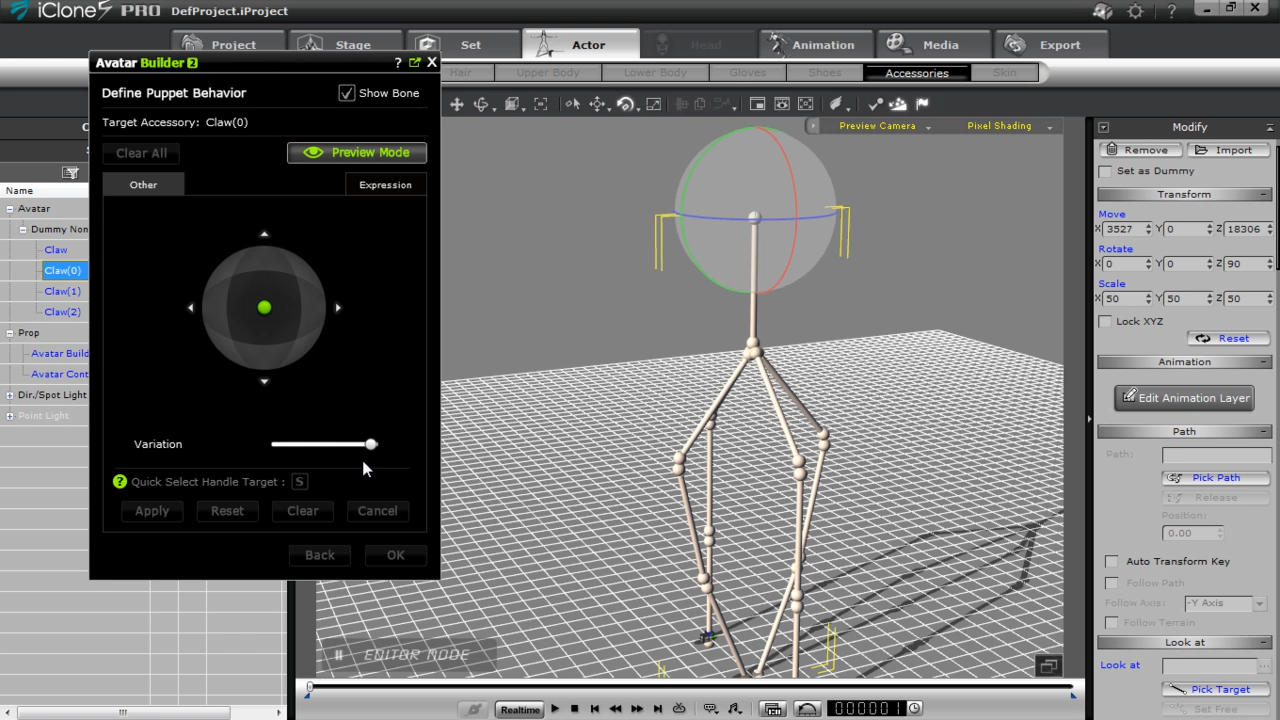 iClone5 PRO DefProject.iProject
Project Stage Set Actor Head Animation Media Export
Hair Upper Body Lower Body Gloves Shoes Accessories Skin
Avatar Builder 2 ? X
Define Puppet Behavior Show Bone
Target Accessory: Claw(0)
Clear All Preview Mode
Other Expression
Variation
? Quick Select Handle Target : S
Apply Reset Clear Cancel
Back OK
Name
Avatar
Dummy Non
Claw
Claw(0)
Claw(1)
Claw(2)
Prop
Avatar Build
Avatar Cont
Dir./Spot Light
Point Light
Preview Camera Pixel Shading
EDITOR MODE
Realtime 0000001
Modify
Remove Import
Set as Dummy
Transform
Move
X 3527 Y 0 Z 18306
Rotate
X 0 Y 0 Z 90
Scale
X 50 Y 50 Z 50
Lock XYZ
Reset
Animation
Edit Animation Layer
Path
Path:
Pick Path
Release
Position:
0.00
Auto Transform Key
Follow Path
Follow Axis: -Y Axis
Follow Terrain
Look at
Look at
Pick Target
Set Free